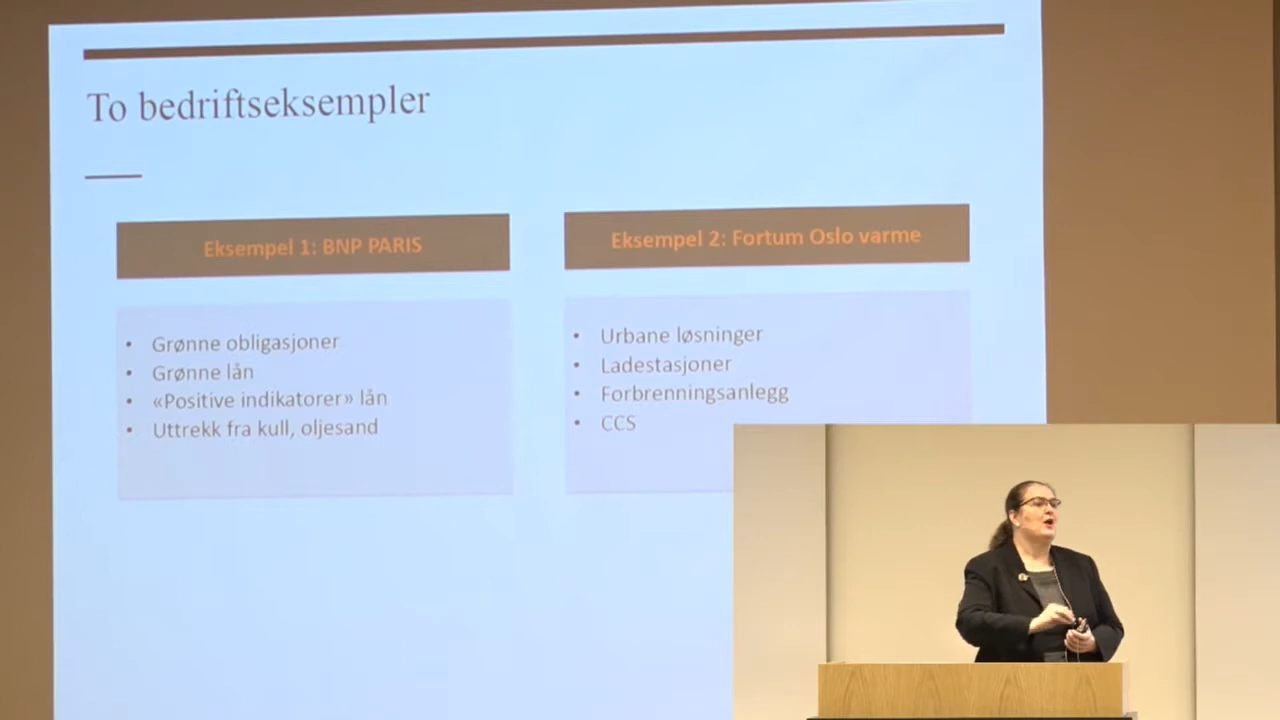 To bedriftseksempler
Eksempel 1: BNP PARIS
• Grønne obligasjoner
• Grønne lån
• «Positive indikatorer» lån
• Uttrekk fra kull, oljesand
Eksempel 2: Fortum Oslo varme
• Urbane løsninger
• Ladestasjoner
• Forbrenningsanlegg
• CCS